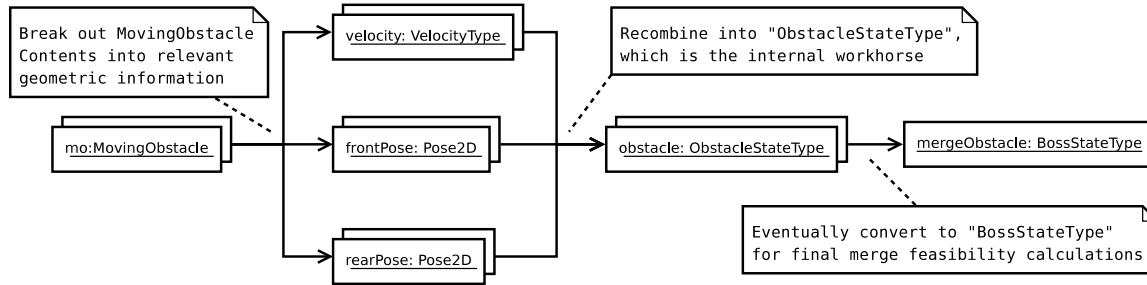 Break out MovingObstacle
Contents into relevant
geometric information
velocity: VelocityType
Recombine into "ObstacleStateType",
which is the internal workhorse
mo:MovingObstacle
frontPose: Pose2D
obstacle: ObstacleStateType
mergeObstacle: BossStateType
rearPose: Pose2D
Eventually convert to "BossStateType"
for final merge feasibility calculations